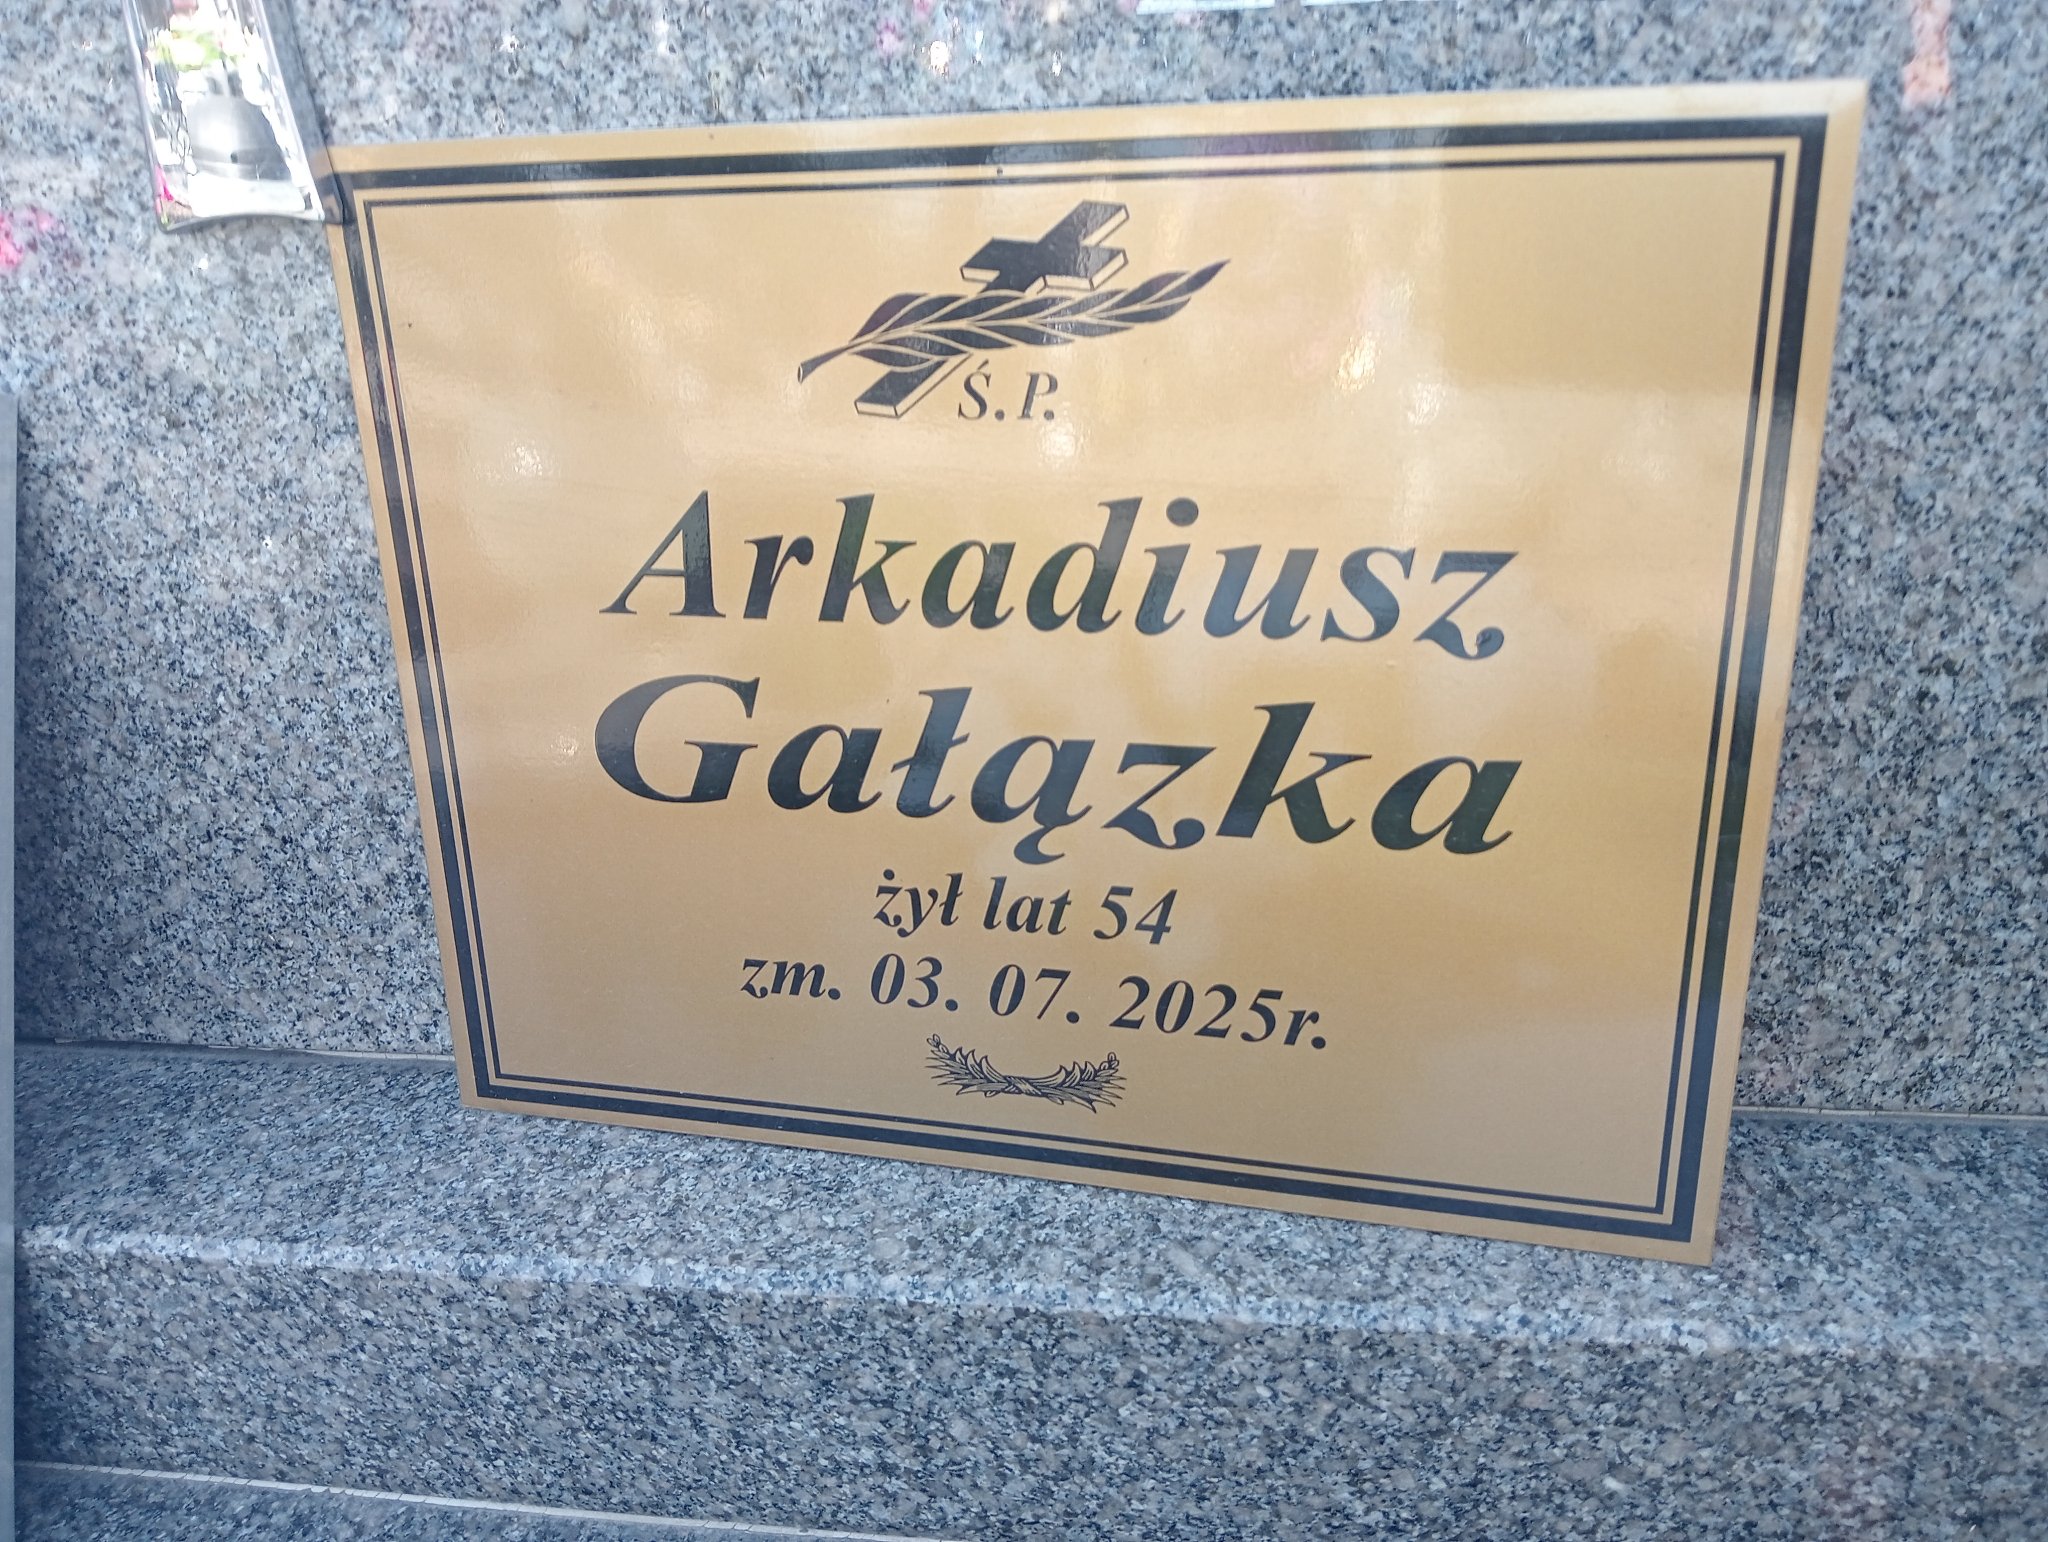 Ś.P.
Arkadiusz
Gałązka
żył lat 54
zm. 03. 07. 2025r.